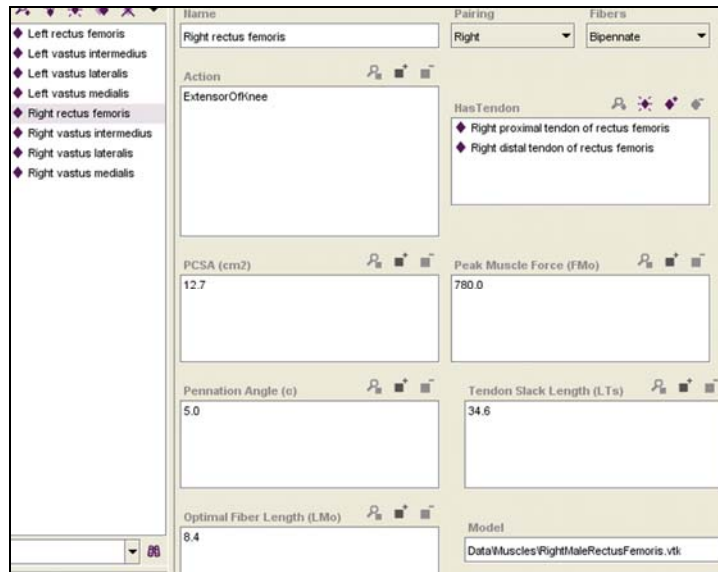 Left rectus femoris
Left vastus intermedius
Left vastus lateralis
Left vastus medialis
Right rectus femoris
Right vastus intermedius
Right vastus lateralis
Right vastus medialis
Name
Right rectus femoris
Pairing
Right
Fibers
Bipennate
Action
ExtensorOfKnee
HasTendon
Right proximal tendon of rectus femoris
Right distal tendon of rectus femoris
PCSA (cm2)
12.7
Peak Muscle Force (FMo)
780.0
Pennation Angle (α)
5.0
Tendon Slack Length (LTs)
34.6
Optimal Fiber Length (LMo)
8.4
Model
Data\Muscles\RightMaleRectusFemoris.vtk